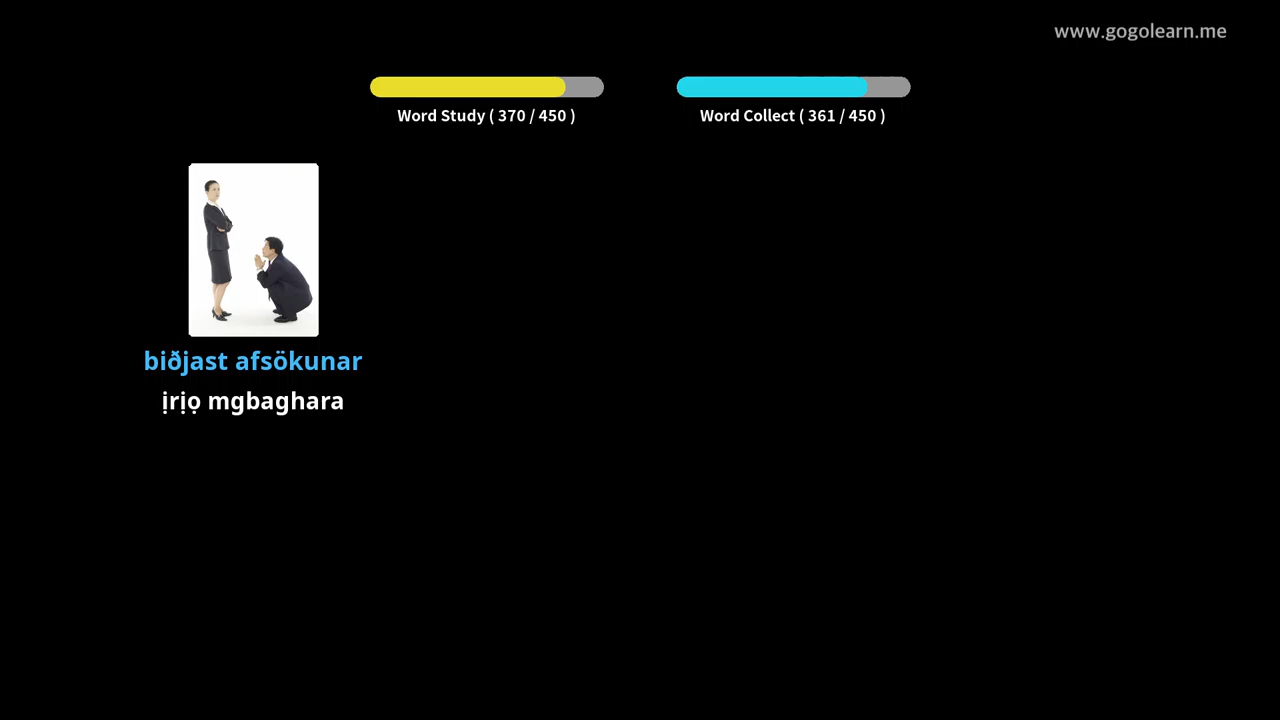 www.gogolearn.me
Word Study ( 370 / 450 )
Word Collect ( 361 / 450 )
biðjast afsökunar
ịrịọ mgbaghara